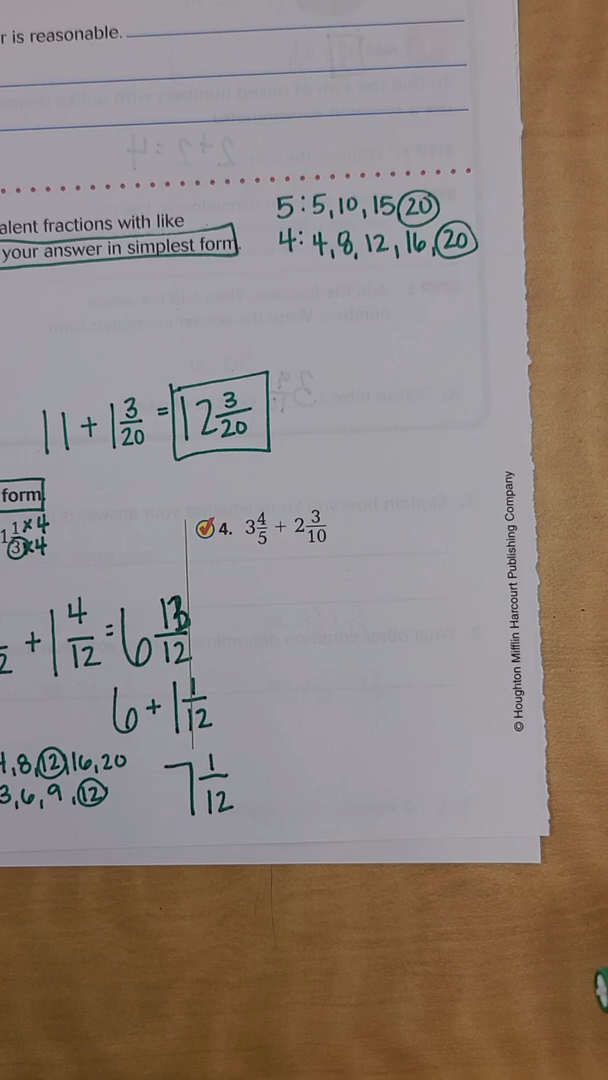 r is reasonable.
5:5,10,15 20
alent fractions with like
4:4,8,12,16,20
your answer in simplest form.
11+1 3/20 = 12 3/20
form.
1 1×4/3×4
4. 3 4/5 + 2 3/10
+1 4/12 = 6 13/12
6+1 1/12
,8,12,16,20
3,6,9,12
7 1/12
© Houghton Mifflin Harcourt Publishing Company